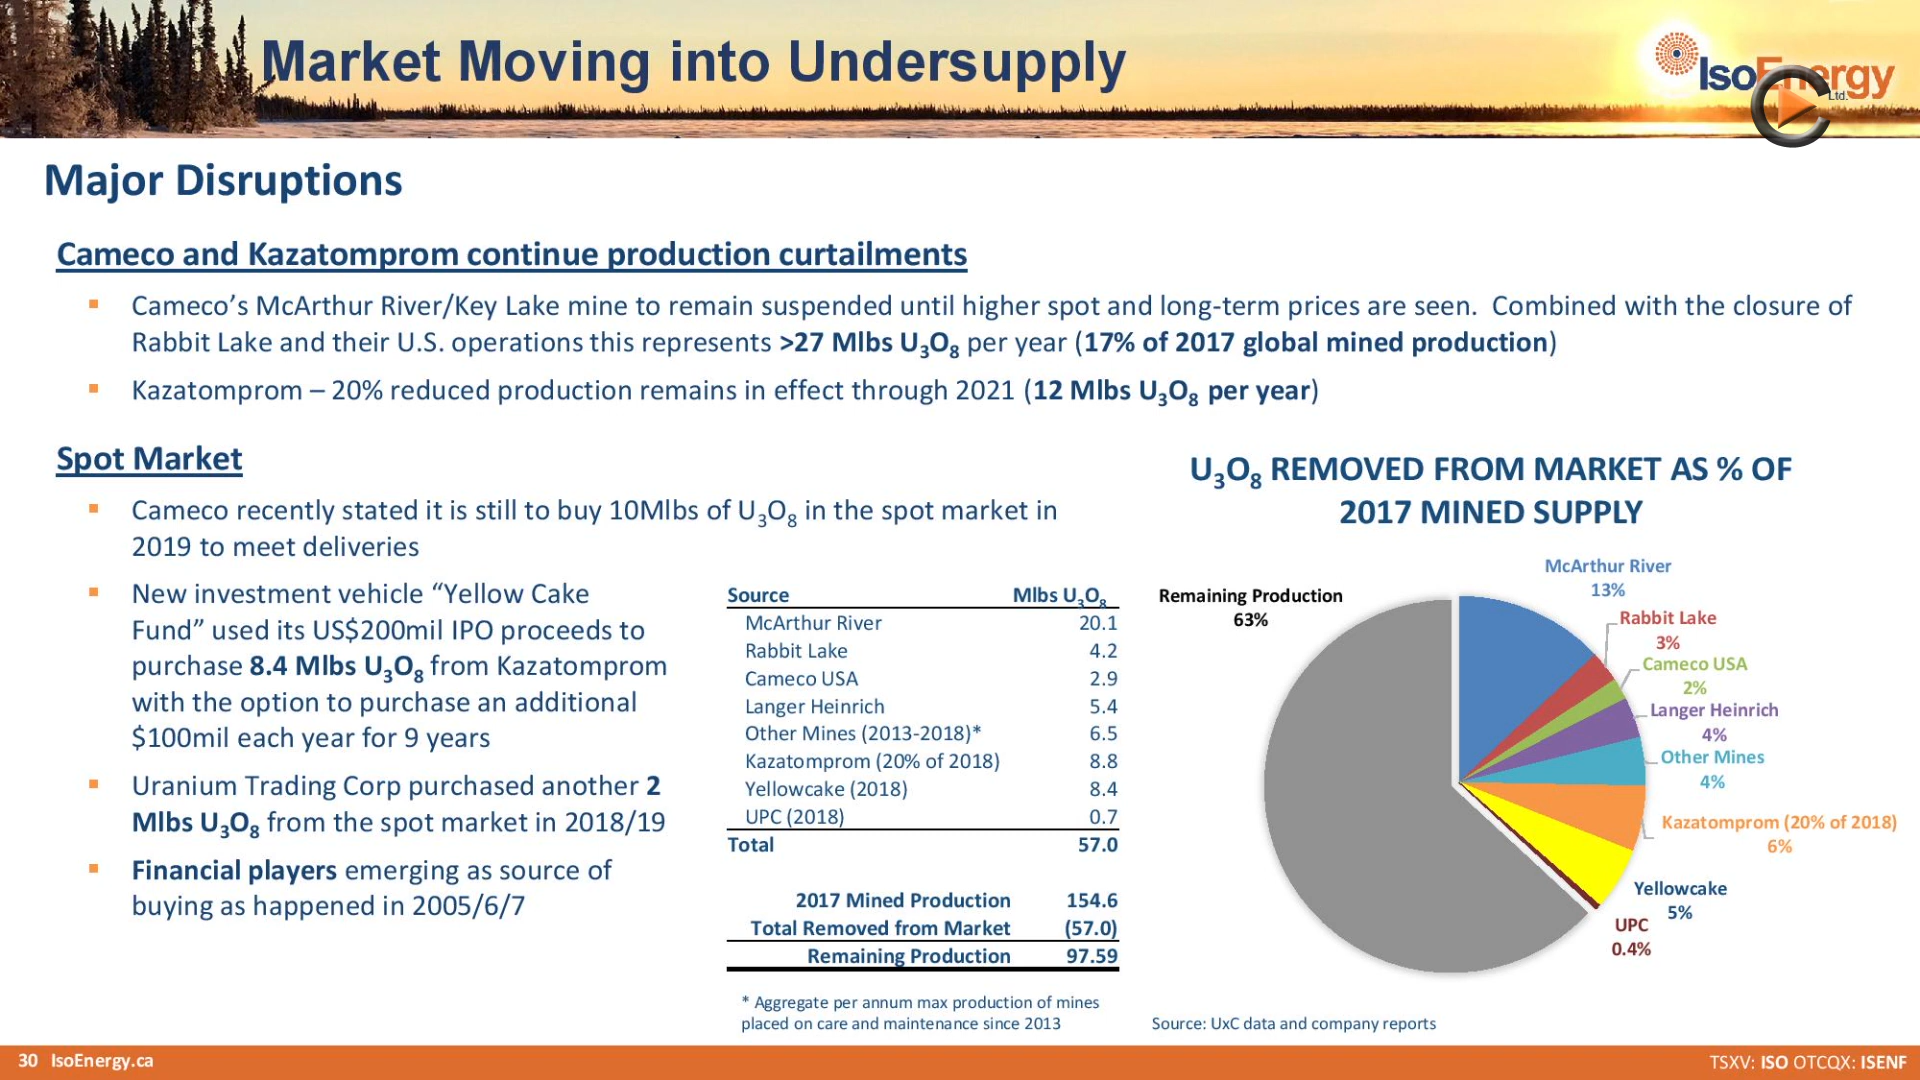 Market Moving into Undersupply
IsoEnergy
Ltd.
Major Disruptions
Cameco and Kazatomprom continue production curtailments
▪ Cameco’s McArthur River/Key Lake mine to remain suspended until higher spot and long-term prices are seen. Combined with the closure of
Rabbit Lake and their U.S. operations this represents >27 Mlbs U₃O₈ per year (17% of 2017 global mined production)
▪ Kazatomprom – 20% reduced production remains in effect through 2021 (12 Mlbs U₃O₈ per year)
Spot Market
▪ Cameco recently stated it is still to buy 10Mlbs of U₃O₈ in the spot market in
2019 to meet deliveries
▪ New investment vehicle “Yellow Cake
Fund” used its US$200mil IPO proceeds to
purchase 8.4 Mlbs U₃O₈ from Kazatomprom
with the option to purchase an additional
$100mil each year for 9 years
▪ Uranium Trading Corp purchased another 2
Mlbs U₃O₈ from the spot market in 2018/19
▪ Financial players emerging as source of
buying as happened in 2005/6/7
Source Mlbs U₃O₈
McArthur River 20.1
Rabbit Lake 4.2
Cameco USA 2.9
Langer Heinrich 5.4
Other Mines (2013-2018)* 6.5
Kazatomprom (20% of 2018) 8.8
Yellowcake (2018) 8.4
UPC (2018) 0.7
Total 57.0
2017 Mined Production 154.6
Total Removed from Market (57.0)
Remaining Production 97.59
* Aggregate per annum max production of mines
placed on care and maintenance since 2013
U₃O₈ REMOVED FROM MARKET AS % OF
2017 MINED SUPPLY
McArthur River
13%
Rabbit Lake
3%
Cameco USA
2%
Langer Heinrich
4%
Other Mines
4%
Kazatomprom (20% of 2018)
6%
Yellowcake
5%
UPC
0.4%
Remaining Production
63%
Source: UxC data and company reports
30 IsoEnergy.ca
TSXV: ISO OTCQX: ISENF